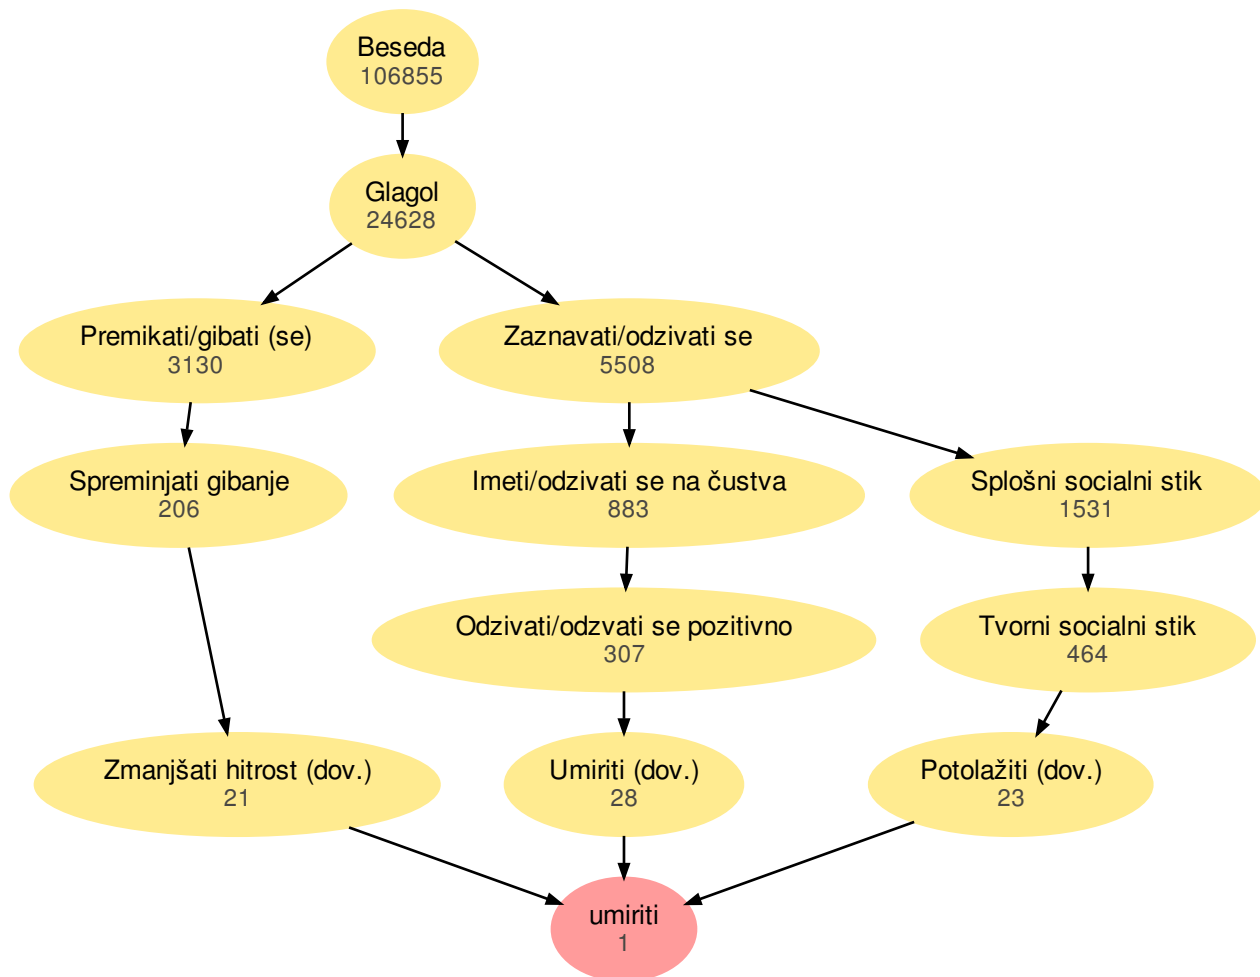 Beseda
106855
Glagol
24628
Premikati/gibati (se)
3130
Zaznavati/odzivati se
5508
Spreminjati gibanje
206
Imeti/odzivati se na čustva
883
Splošni socialni stik
1531
Odzivati/odzvati se pozitivno
307
Tvorni socialni stik
464
Zmanjšati hitrost (dov.)
21
Umiriti (dov.)
28
Potolažiti (dov.)
23
umiriti
1